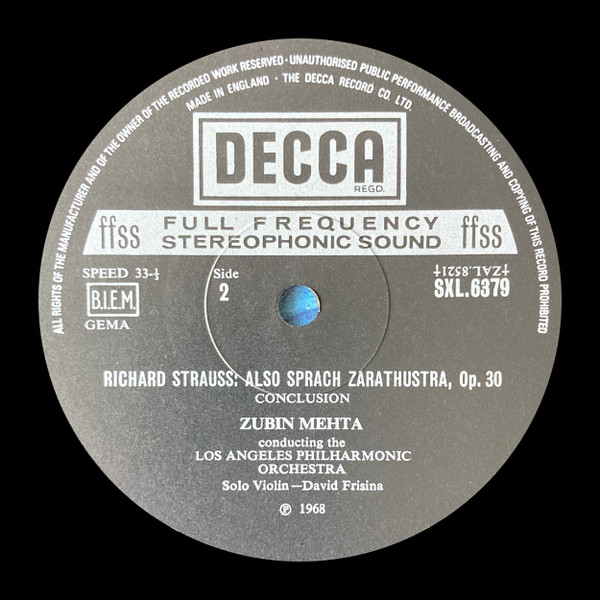 ALL RIGHTS OF THE MANUFACTURER AND OF THE OWNER OF THE RECORDED WORK RESERVED · UNAUTHORISED PUBLIC PERFORMANCE BROADCASTING AND COPYING OF THIS RECORD PROHIBITED
MADE IN ENGLAND · THE DECCA RECORD CO. LTD.
DECCA
REGD.
ffss FULL FREQUENCY ffss
STEREOPHONIC SOUND
SPEED 33-⅓ Side ‡ZAL.8521‡
B.I.E.M. 2 SXL.6379
GEMA
RICHARD STRAUSS: ALSO SPRACH ZARATHUSTRA, Op. 30
CONCLUSION
ZUBIN MEHTA
conducting the
LOS ANGELES PHILHARMONIC
ORCHESTRA
Solo Violin—David Frisina
℗ 1968